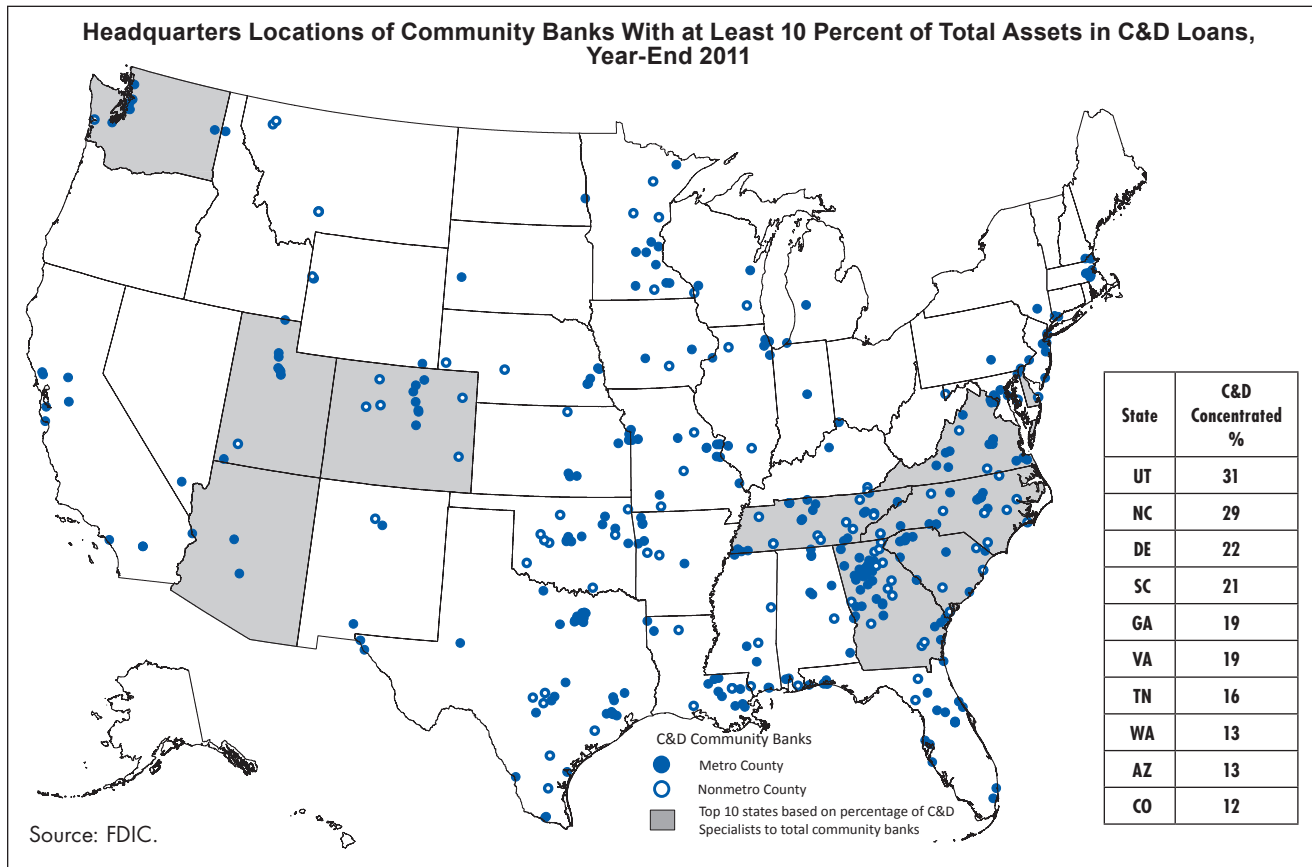 Headquarters Locations of Community Banks With at Least 10 Percent of Total Assets in C&D Loans,
Year-End 2011
State C&D
Concentrated
%
UT 31
NC 29
DE 22
SC 21
GA 19
VA 19
TN 16
WA 13
AZ 13
CO 12
C&D Community Banks
Metro County
Nonmetro County
Top 10 states based on percentage of C&D
Specialists to total community banks
Source: FDIC.